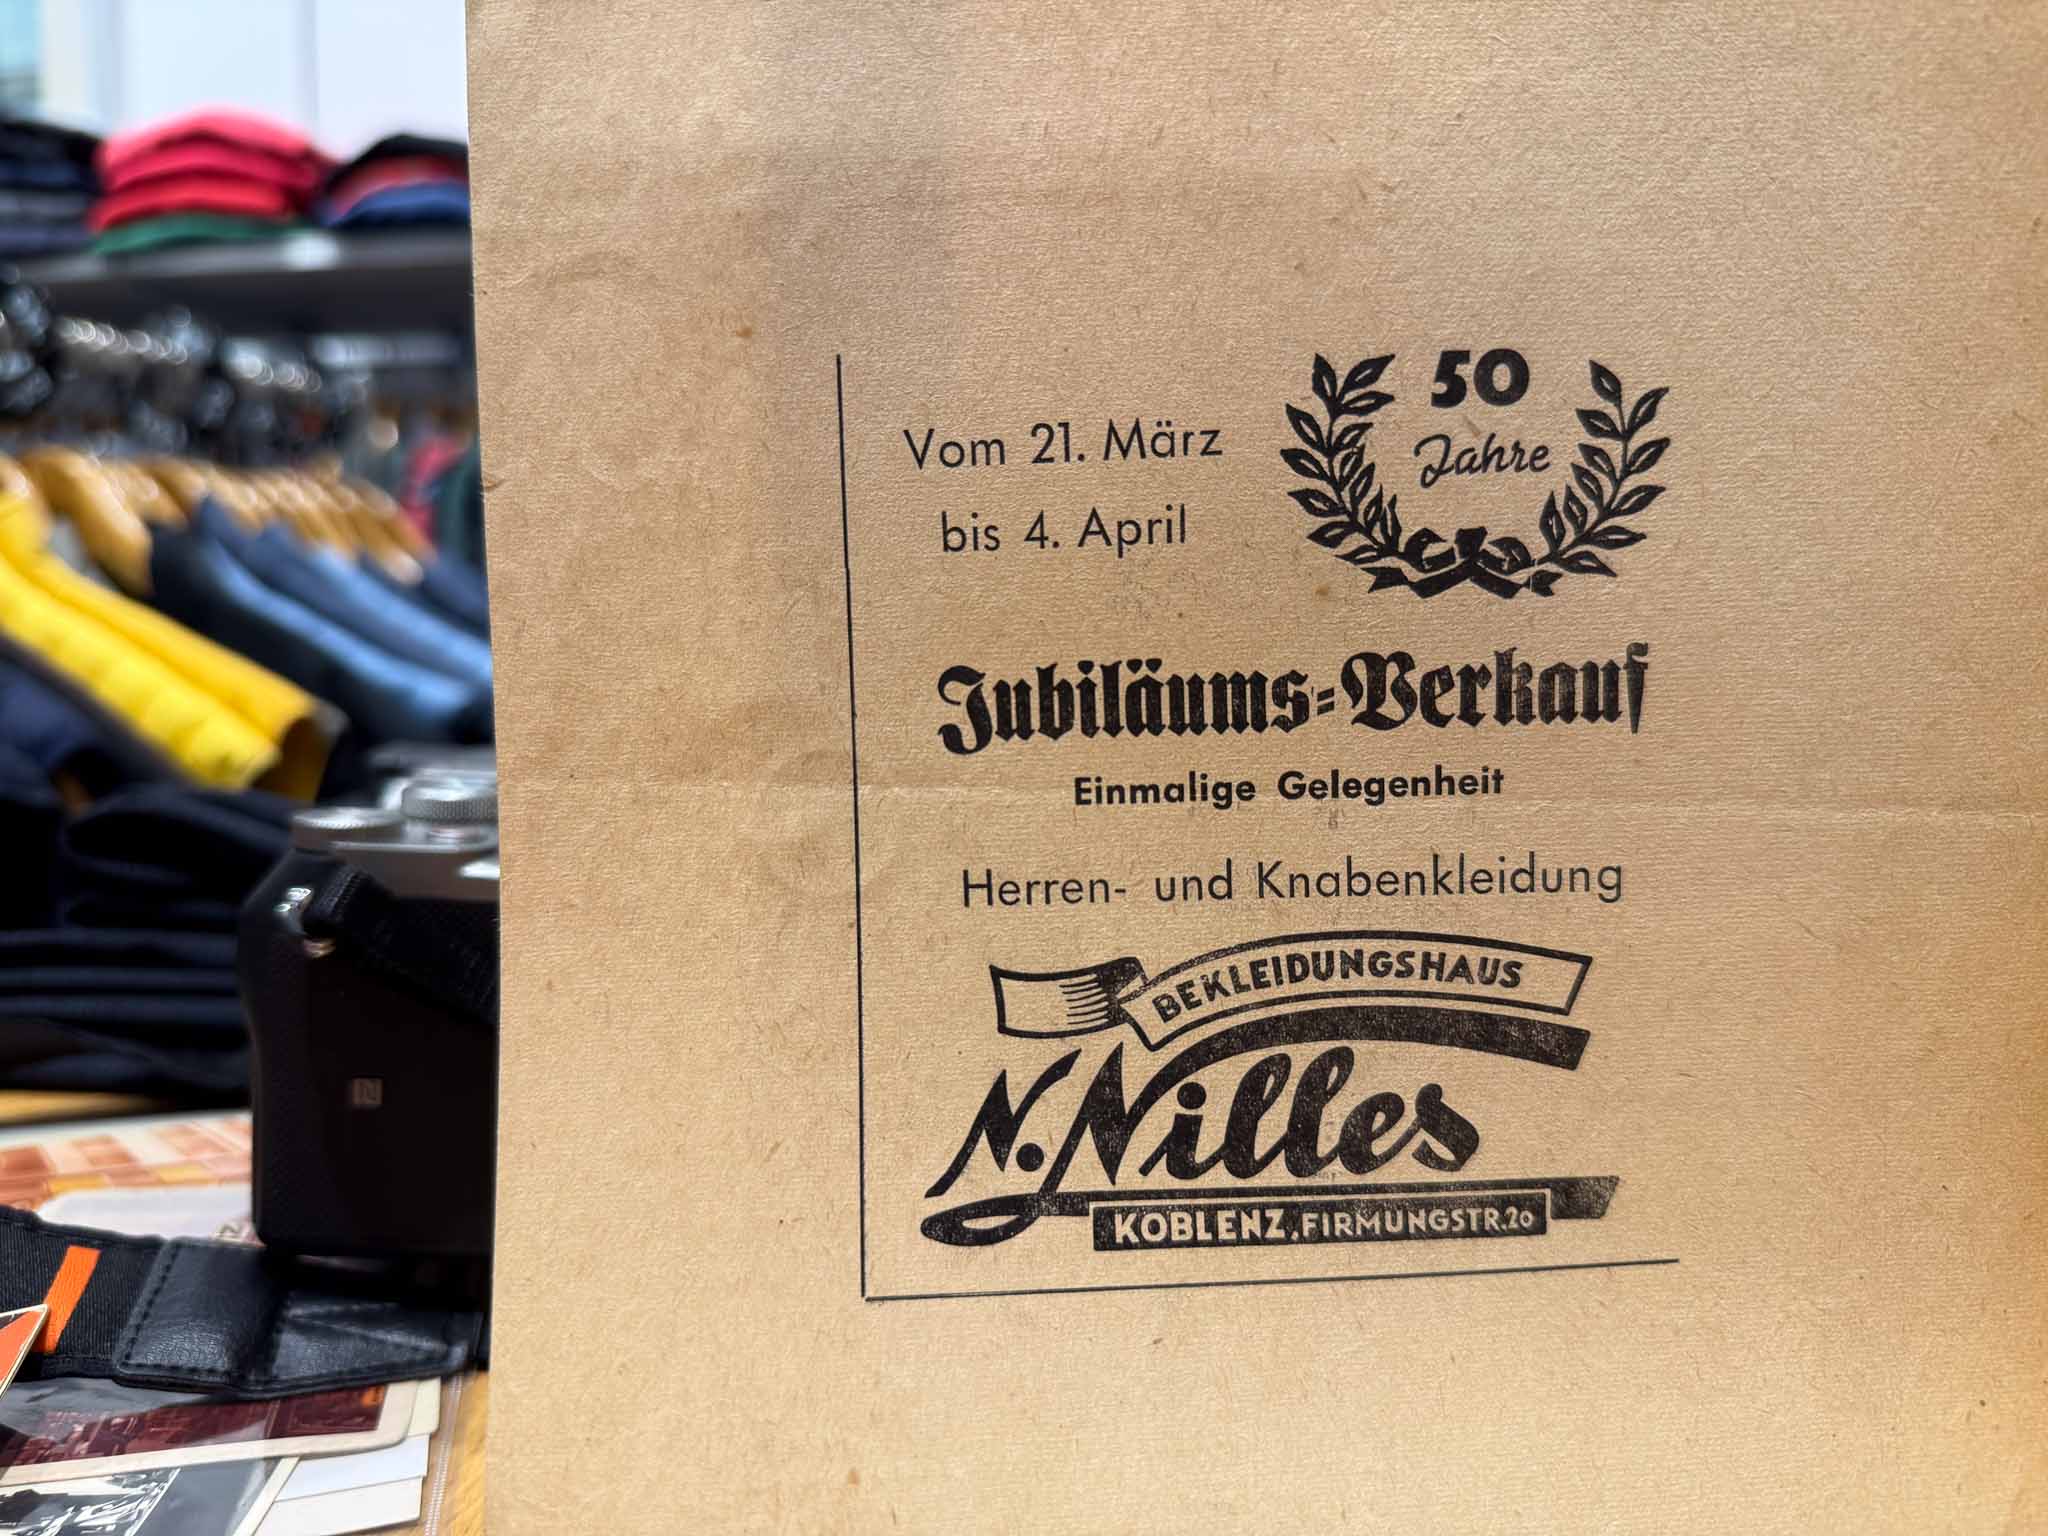 50
Jahre
Vom 21. März
bis 4. April
Jubiläums=Verkauf
Einmalige Gelegenheit
Herren- und Knabenkleidung
BEKLEIDUNGSHAUS
N. Nilles
KOBLENZ, FIRMUNGSTR. 20